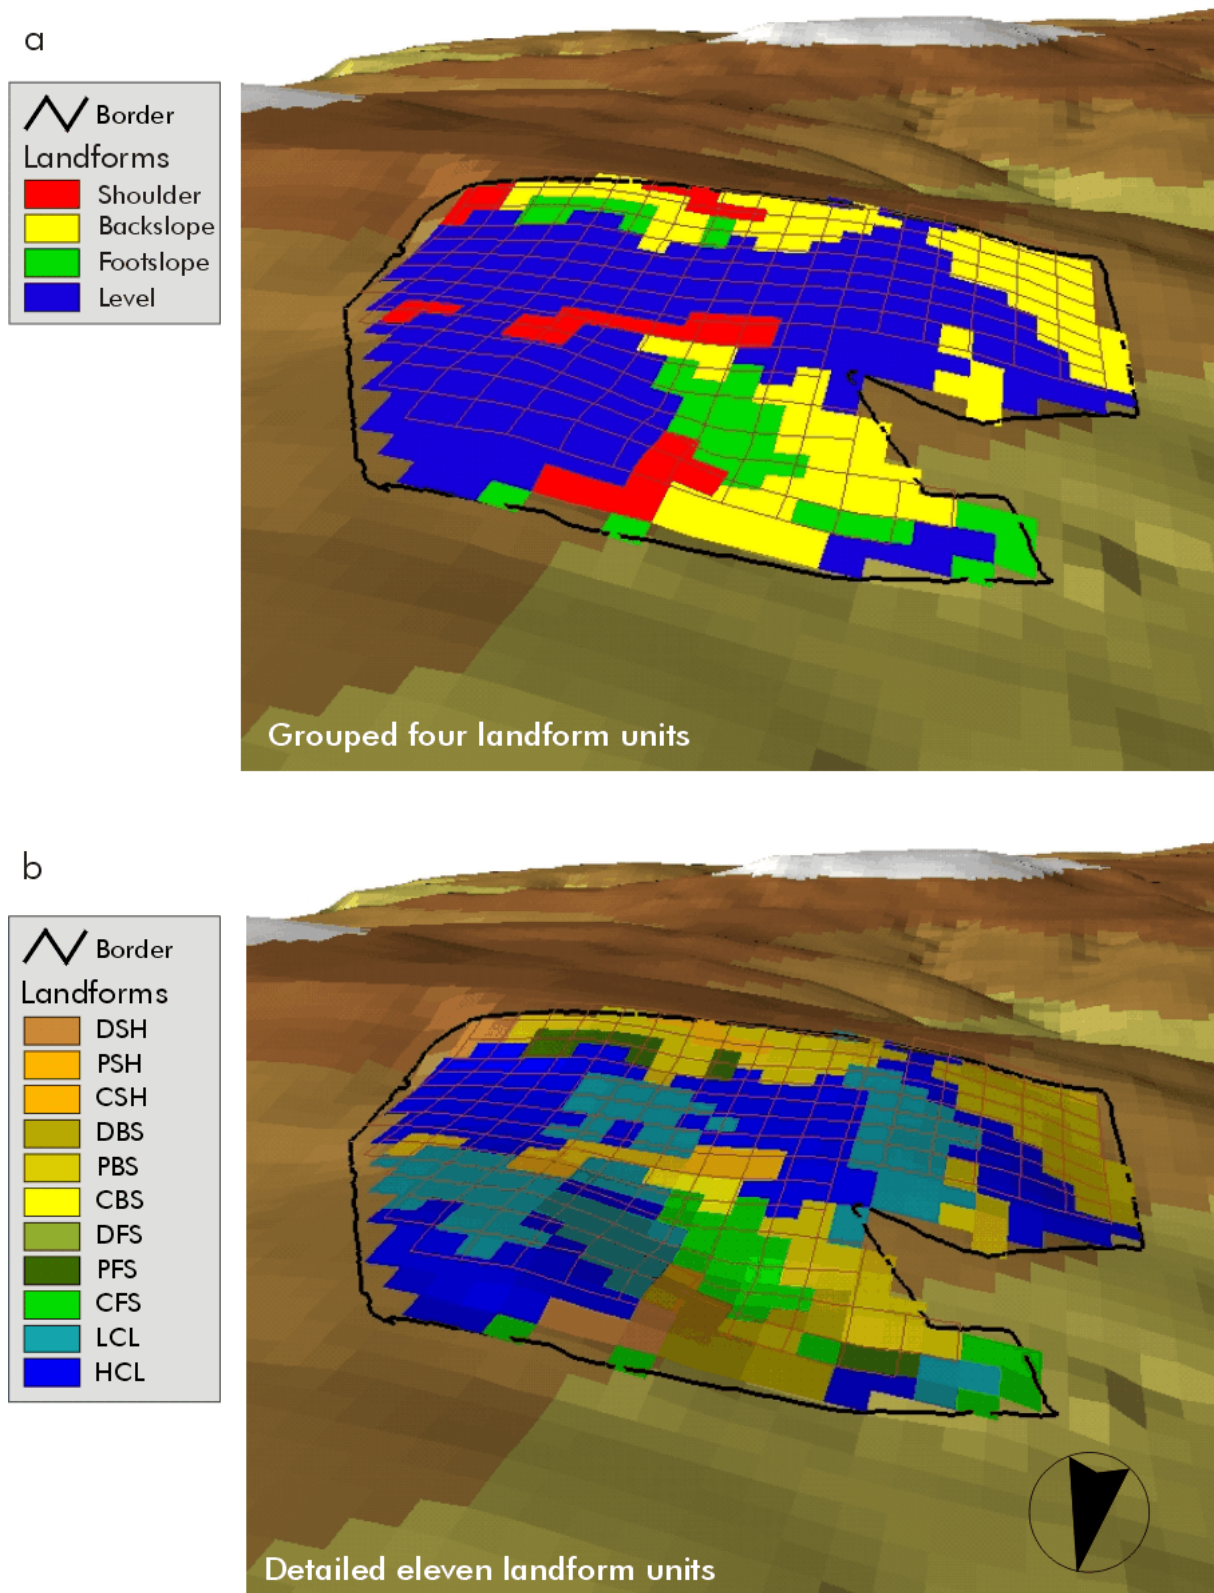 a
Border
Landforms
Shoulder
Backslope
Footslope
Level
Grouped four landform units
b
Border
Landforms
DSH
PSH
CSH
DBS
PBS
CBS
DFS
PFS
CFS
LCL
HCL
Detailed eleven landform units